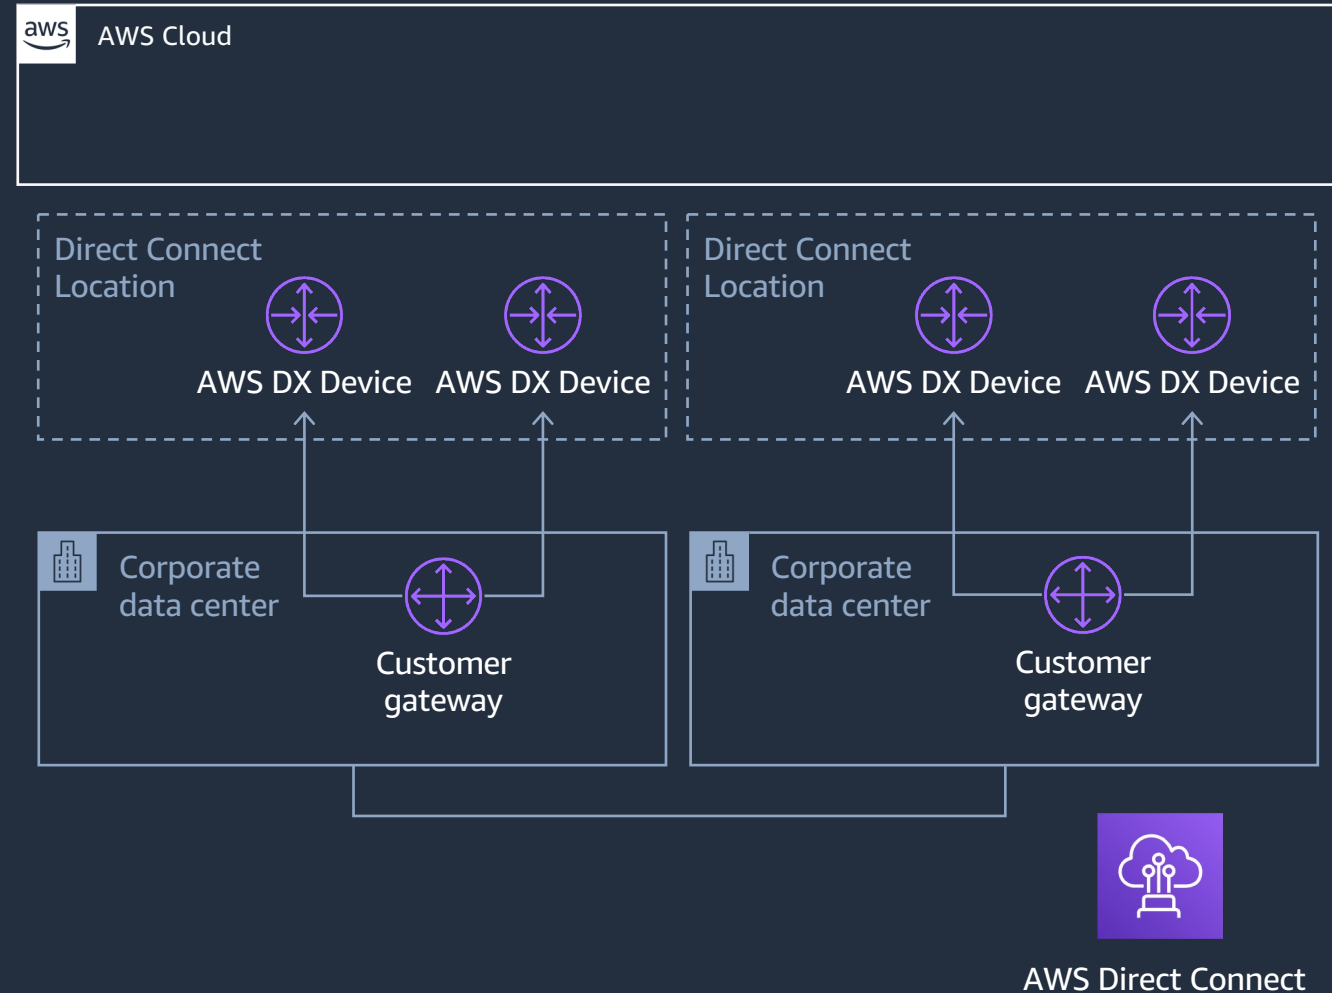 aws
AWS Cloud
Direct Connect
Location
AWS DX Device
AWS DX Device
Direct Connect
Location
AWS DX Device
AWS DX Device
Corporate
data center
Customer
gateway
Corporate
data center
Customer
gateway
AWS Direct Connect